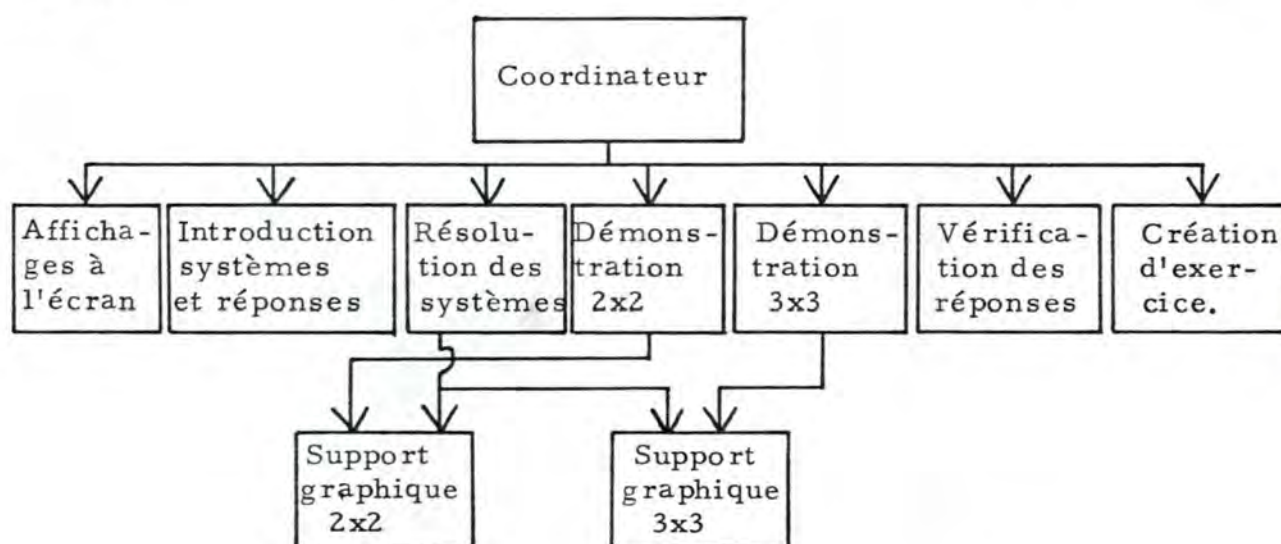 Coordinateur
Afficha-
ges à
l'écran
Introduction
systèmes
et réponses
Résolu-
tion des
systèmes
Démons-
tration
2x2
Démons-
tration
3x3
Vérifica-
tion des
réponses
Création
d'exer-
cice.
Support
graphique
2x2
Support
graphique
3x3